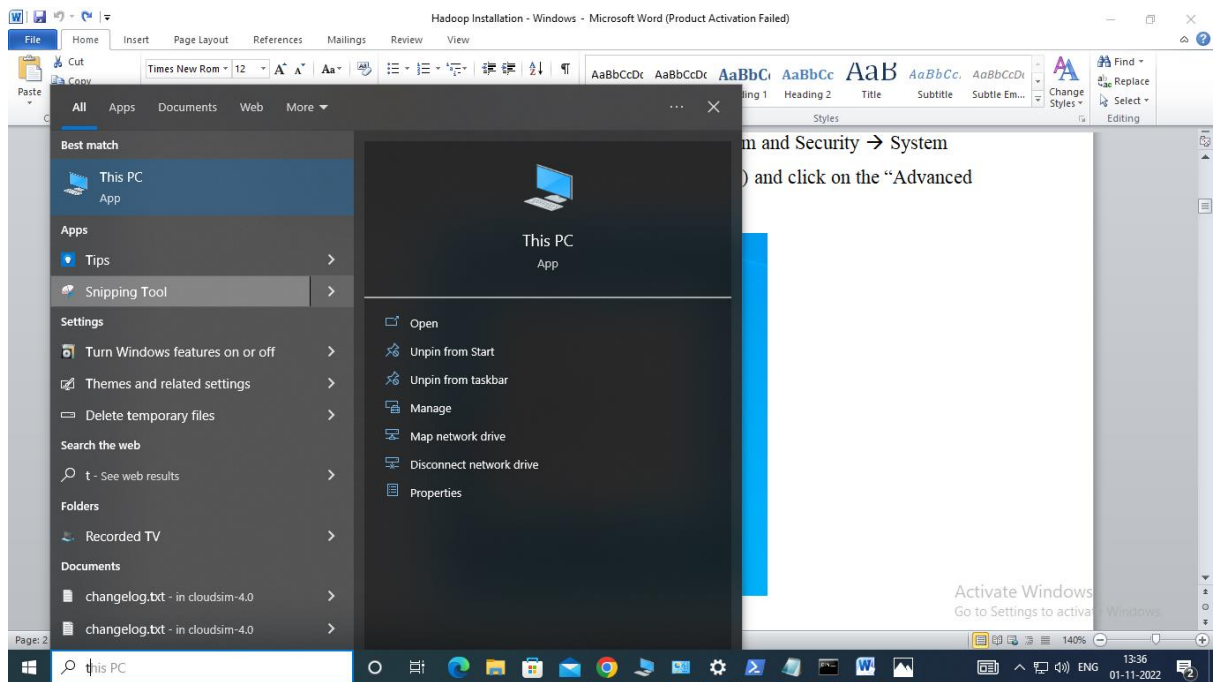 Hadoop Installation - Windows - Microsoft Word (Product Activation Failed)
File Home Insert Page Layout References Mailings Review View
Cut
Copy
Paste
Times New Rom 12
AaBbCcDc AaBbCcDc AaBbC AaBbCc AaB AaBbCc. AaBbCcDt
ding 1 Heading 2 Title Subtitle Subtle Em...
Change Styles
Styles
Find
Replace
Select
Editing
All Apps Documents Web More
Best match
This PC
App
Apps
Tips
Snipping Tool
Settings
Turn Windows features on or off
Themes and related settings
Delete temporary files
Search the web
t - See web results
Folders
Recorded TV
Documents
changelog.txt - in cloudsim-4.0
changelog.txt - in cloudsim-4.0
This PC
App
Open
Unpin from Start
Unpin from taskbar
Manage
Map network drive
Disconnect network drive
Properties
m and Security → System
) and click on the “Advanced
Activate Windows
Go to Settings to activate Windows.
Page: 2
140%
this PC
ENG
13:36
01-11-2022
2